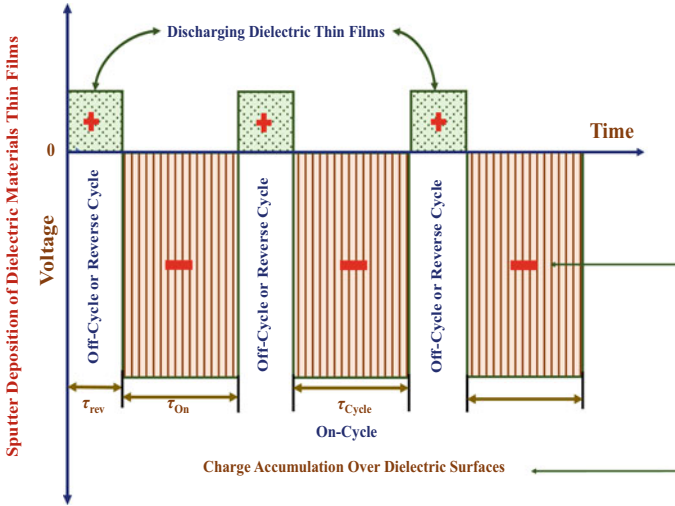 Sputter Deposition of Dielectric Materials Thin Films
Voltage
0
Discharging Dielectric Thin Films
Time
+
+
+
Off-Cycle or Reverse Cycle
Off-Cycle or Reverse Cycle
Off-Cycle or Reverse Cycle
τrev
τOn
τCycle
On-Cycle
Charge Accumulation Over Dielectric Surfaces